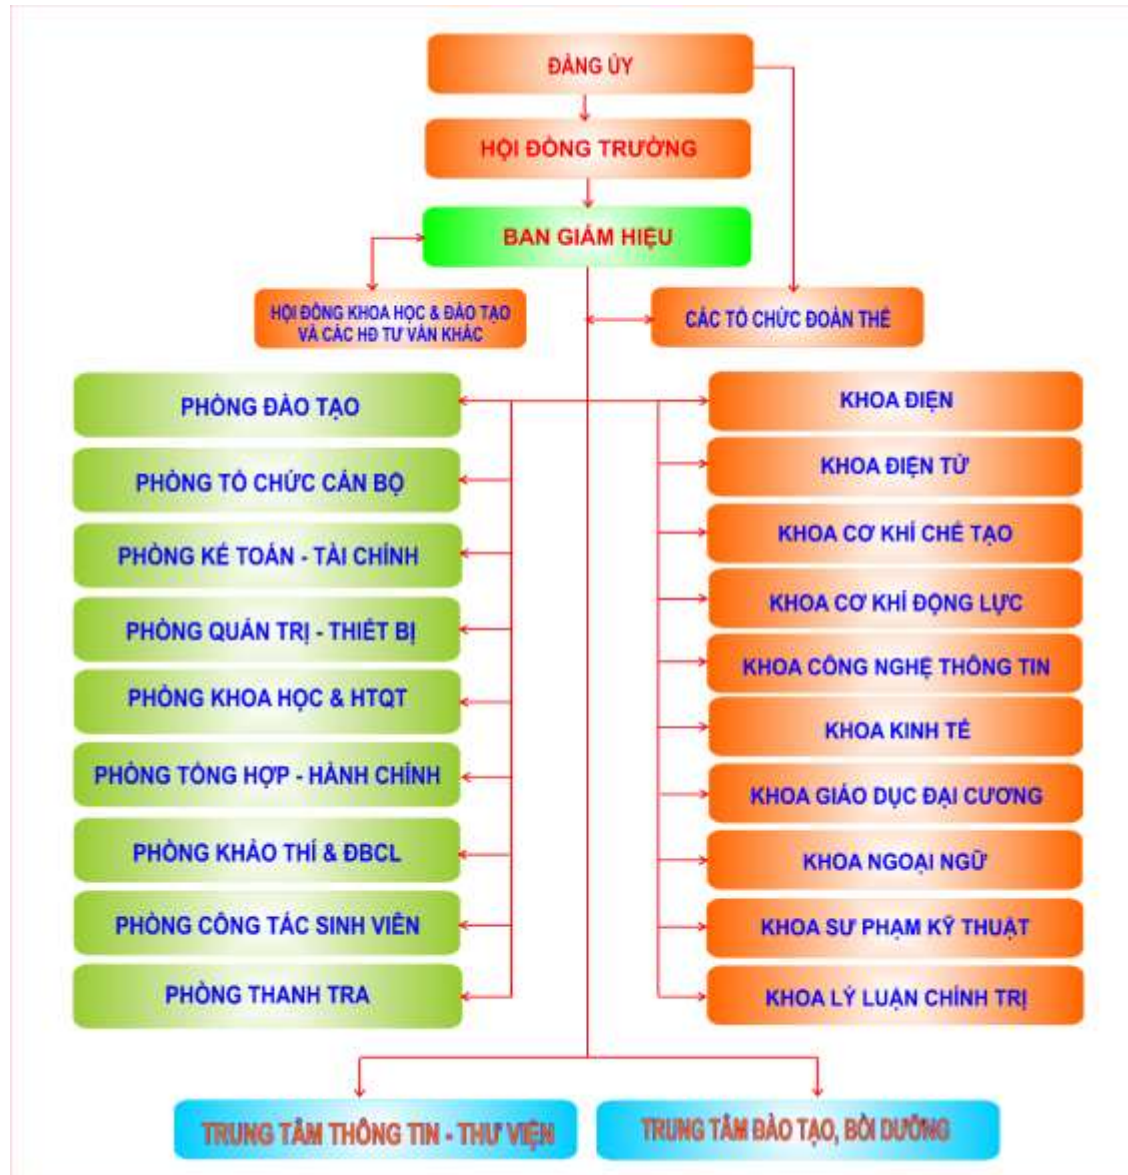 ĐẢNG ỦY
HỘI ĐỒNG TRƯỜNG
BAN GIÁM HIỆU
HỘI ĐỒNG KHOA HỌC & ĐÀO TẠO
VÀ CÁC HĐ TƯ VẤN KHÁC
CÁC TỔ CHỨC ĐOÀN THỂ
PHÒNG ĐÀO TẠO
PHÒNG TỔ CHỨC CÁN BỘ
PHÒNG KẾ TOÁN - TÀI CHÍNH
PHÒNG QUẢN TRỊ - THIẾT BỊ
PHÒNG KHOA HỌC & HTQT
PHÒNG TỔNG HỢP - HÀNH CHÍNH
PHÒNG KHẢO THÍ & ĐBCL
PHÒNG CÔNG TÁC SINH VIÊN
PHÒNG THANH TRA
KHOA ĐIỆN
KHOA ĐIỆN TỬ
KHOA CƠ KHÍ CHẾ TẠO
KHOA CƠ KHÍ ĐỘNG LỰC
KHOA CÔNG NGHỆ THÔNG TIN
KHOA KINH TẾ
KHOA GIÁO DỤC ĐẠI CƯƠNG
KHOA NGOẠI NGỮ
KHOA SƯ PHẠM KỸ THUẬT
KHOA LÝ LUẬN CHÍNH TRỊ
TRUNG TÂM THÔNG TIN - THƯ VIỆN
TRUNG TÂM ĐÀO TẠO, BỒI DƯỠNG